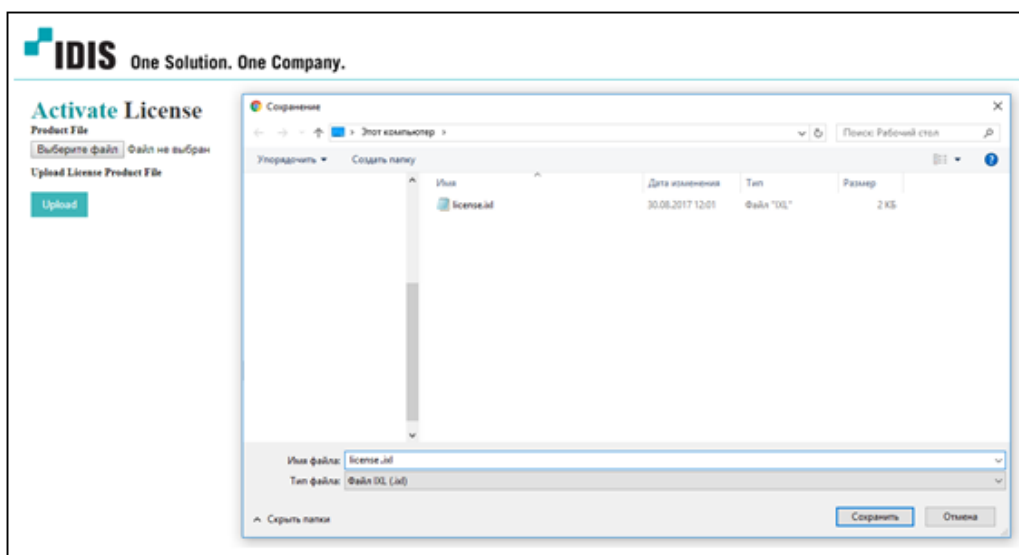 IDIS One Solution. One Company.
Activate License
Product File
Выберите файл Файл не выбран
Upload License Product File
Upload
Сохранение
Этот компьютер
Поиск: Рабочий стол
Упорядочить
Создать папку
Имя Дата изменения Тип Размер
license.ixl 30.08.2017 12:01 Файл "IXL" 2 КБ
Имя файла: license.ixl
Тип файла: Файл IXL (.ixl)
Скрыть папки
Сохранить Отмена